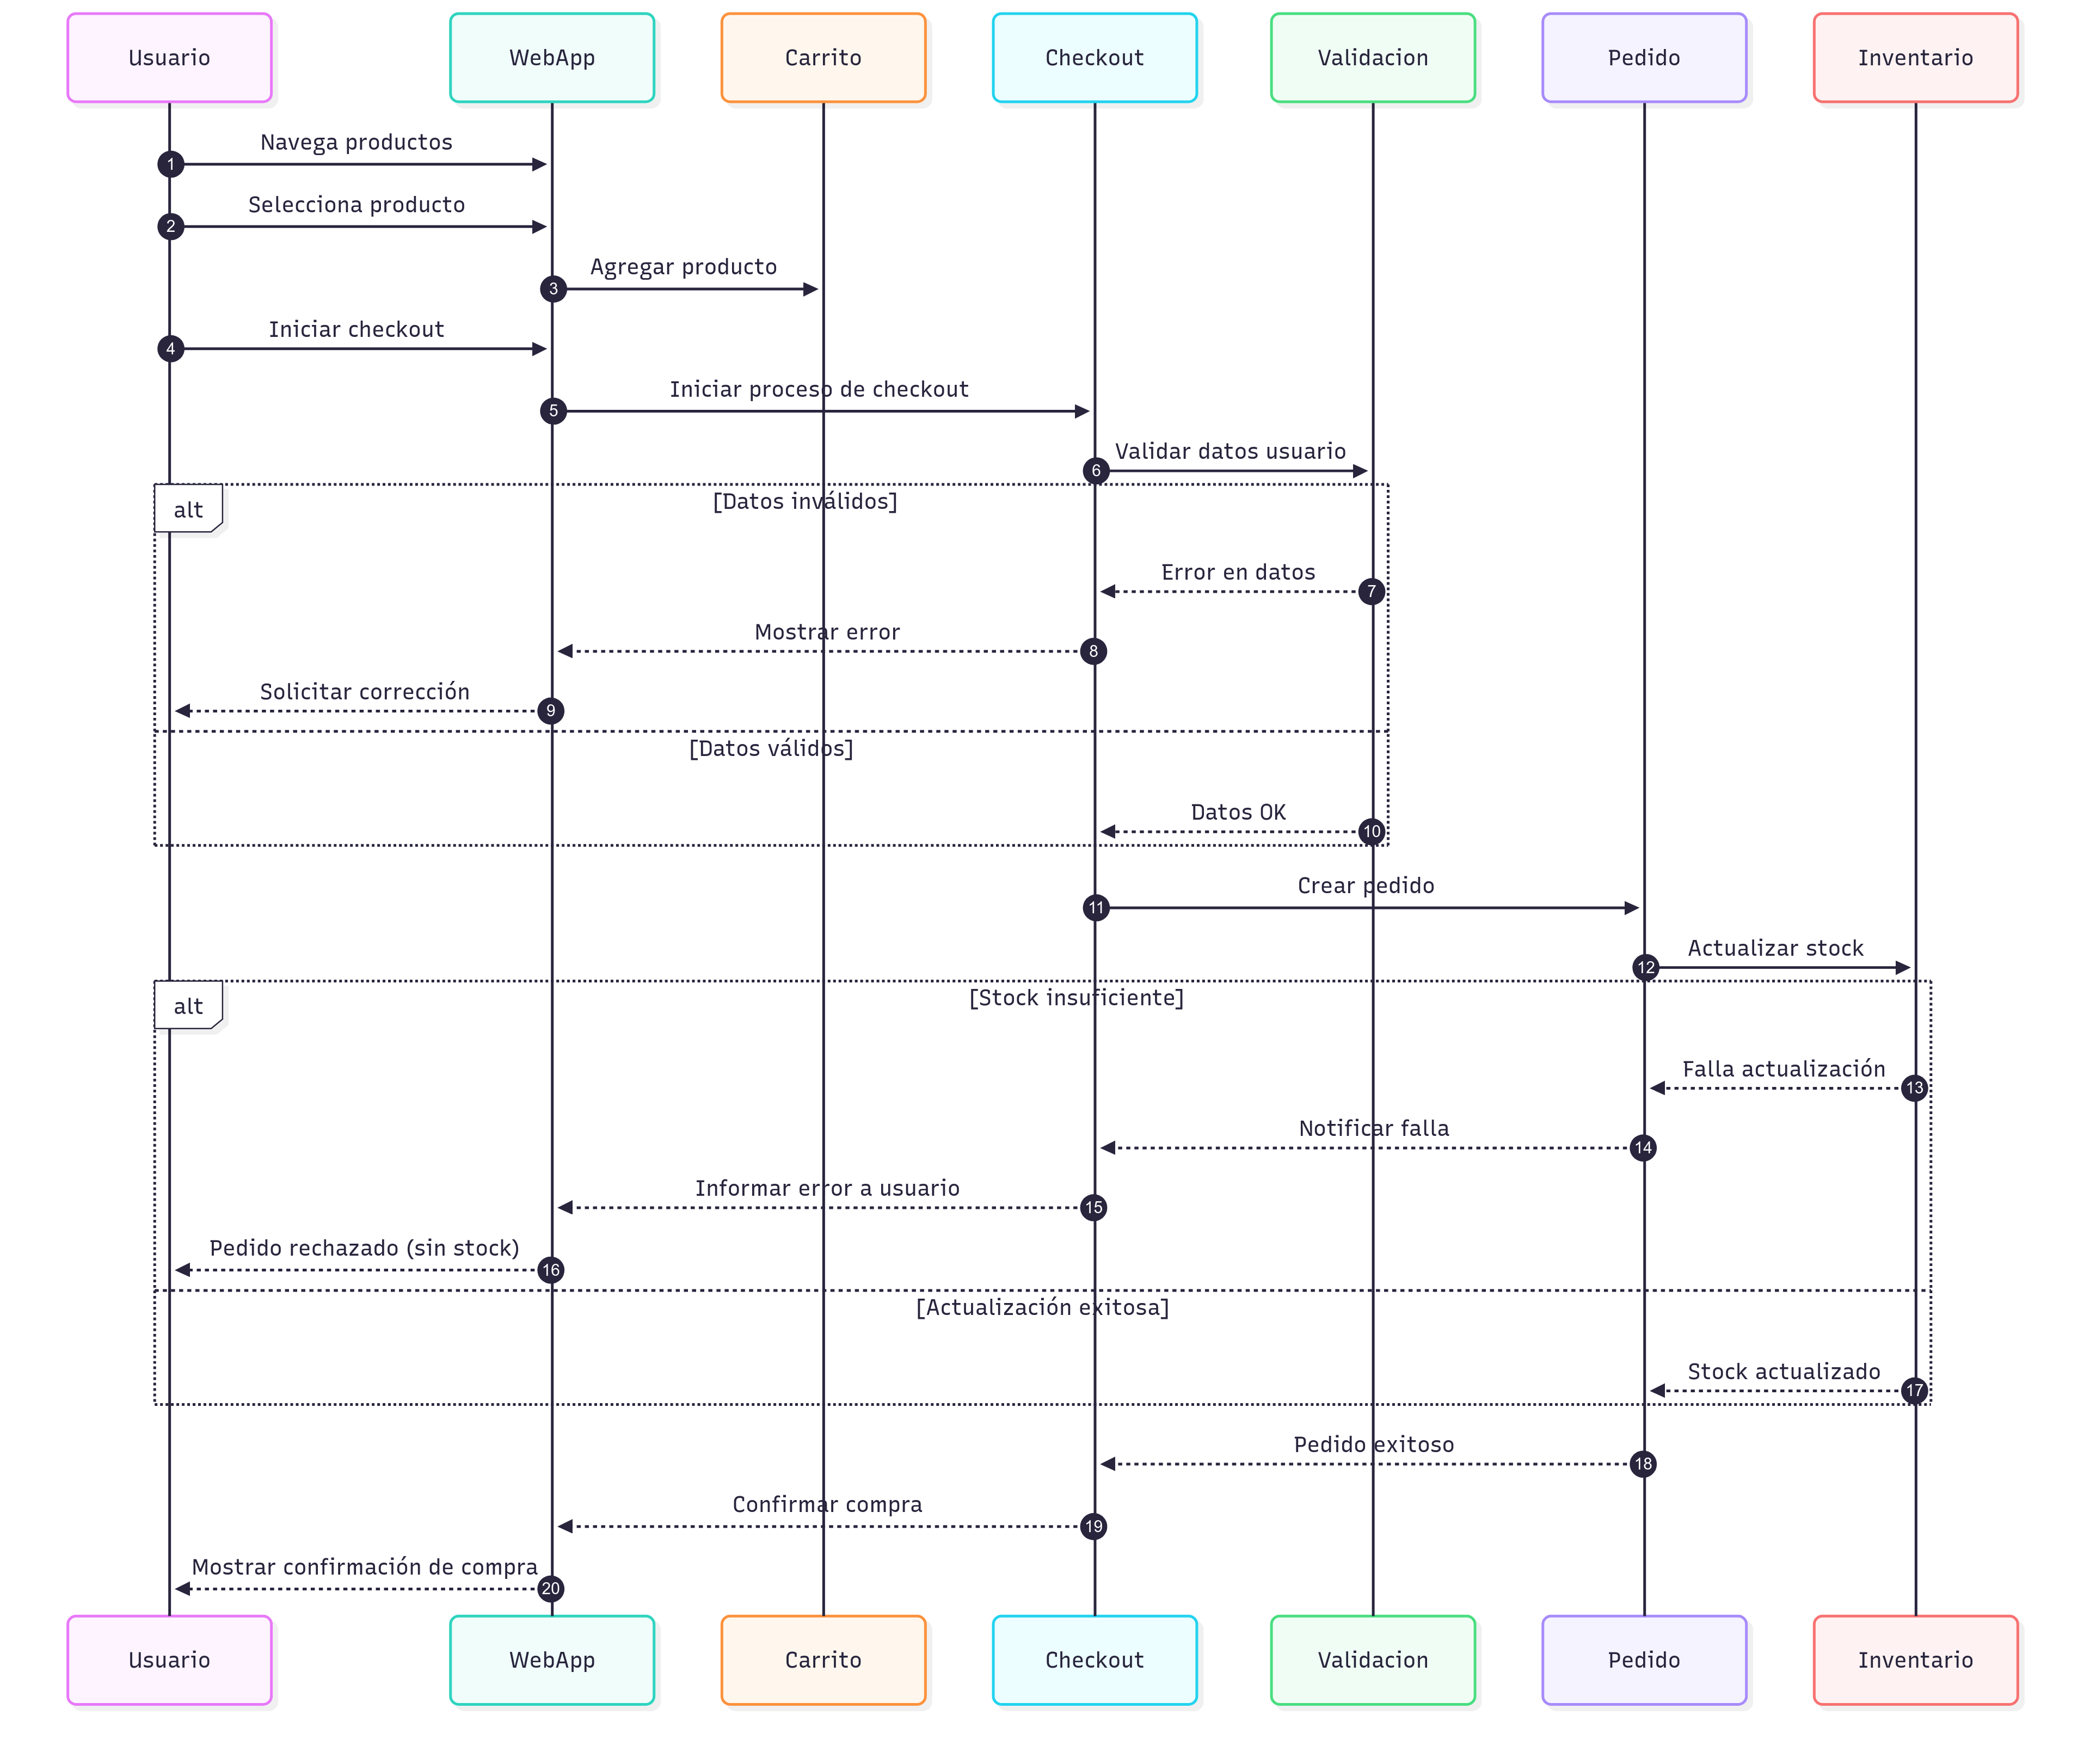 Usuario
WebApp
Carrito
Checkout
Validacion
Pedido
Inventario
Navega productos
1
Selecciona producto
2
Agregar producto
3
Iniciar checkout
4
Iniciar proceso de checkout
5
Validar datos usuario
6
alt
[Datos inválidos]
Error en datos
7
Mostrar error
8
Solicitar corrección
9
[Datos válidos]
Datos OK
10
Crear pedido
11
Actualizar stock
12
alt
[Stock insuficiente]
Falla actualización
13
Notificar falla
14
Informar error a usuario
15
Pedido rechazado (sin stock)
16
[Actualización exitosa]
Stock actualizado
17
Pedido exitoso
18
Confirmar compra
19
Mostrar confirmación de compra
20
Usuario
WebApp
Carrito
Checkout
Validacion
Pedido
Inventario